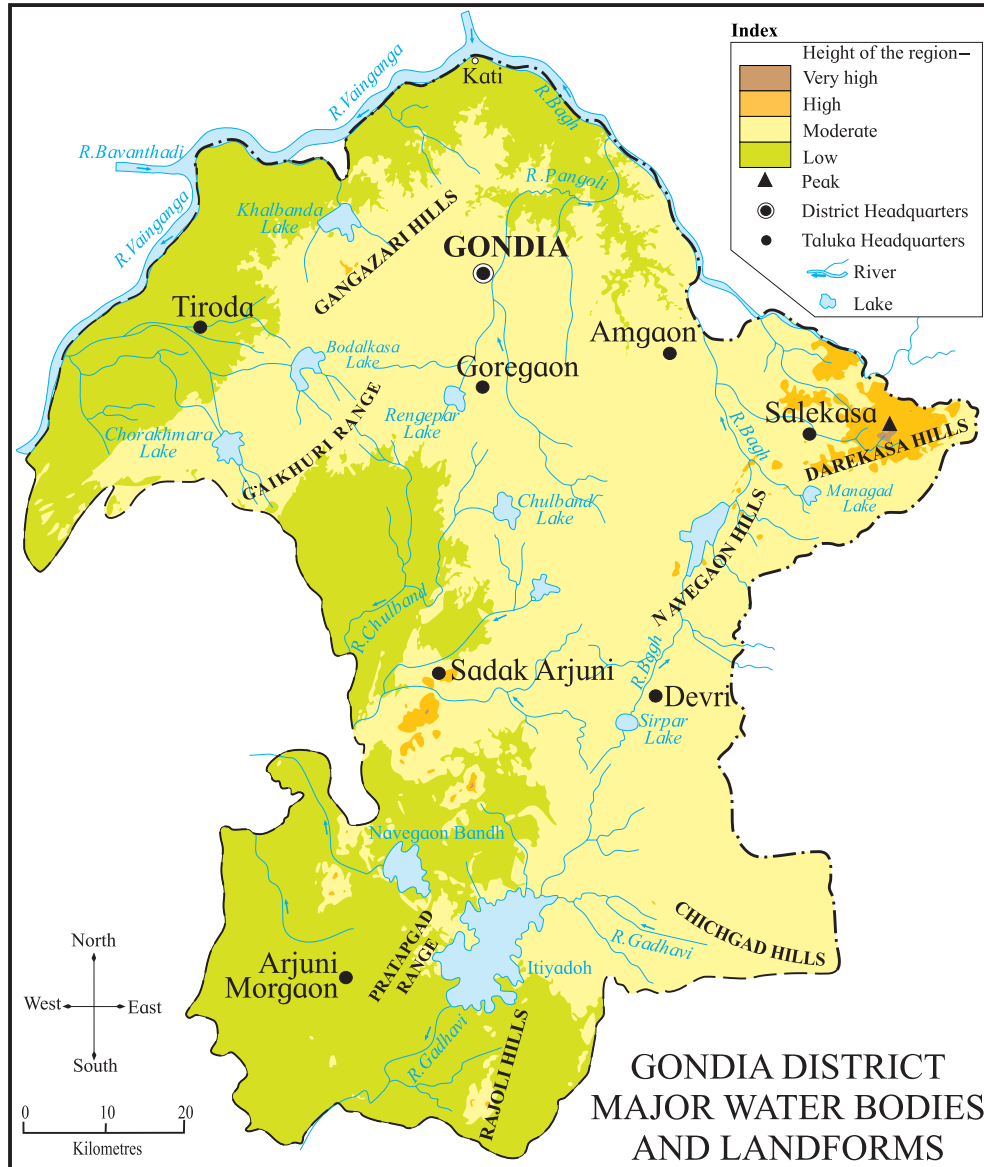 Index
Height of the region–
Very high
High
Moderate
Low
Peak
District Headquarters
Taluka Headquarters
River
Lake
Kati
R. Vainganga
R. Bagh
R.Bavanthadi
R. Pangoli
R. Vainganga
Khalbanda
Lake
GANGAZARI HILLS
GONDIA
Tiroda
Amgaon
Bodalkasa
Lake
Goregaon
Rengepar
Lake
Salekasa
Chorakhmara
Lake
GAIKHURI RANGE
R. Bagh
DAREKASA HILLS
Managad
Lake
Chulband
Lake
NAVEGAON HILLS
R.Chulband
R.Bagh
Sadak Arjuni
Devri
Sirpar
Lake
Navegaon Bandh
PRATAPGAD
RANGE
CHICHGAD HILLS
R.Gadhavi
Itiyadoh
Arjuni
Morgaon
R.Gadhavi
RAJOLI HILLS
North
West
East
South
0 10 20
Kilometres
GONDIA DISTRICT
MAJOR WATER BODIES
AND LANDFORMS